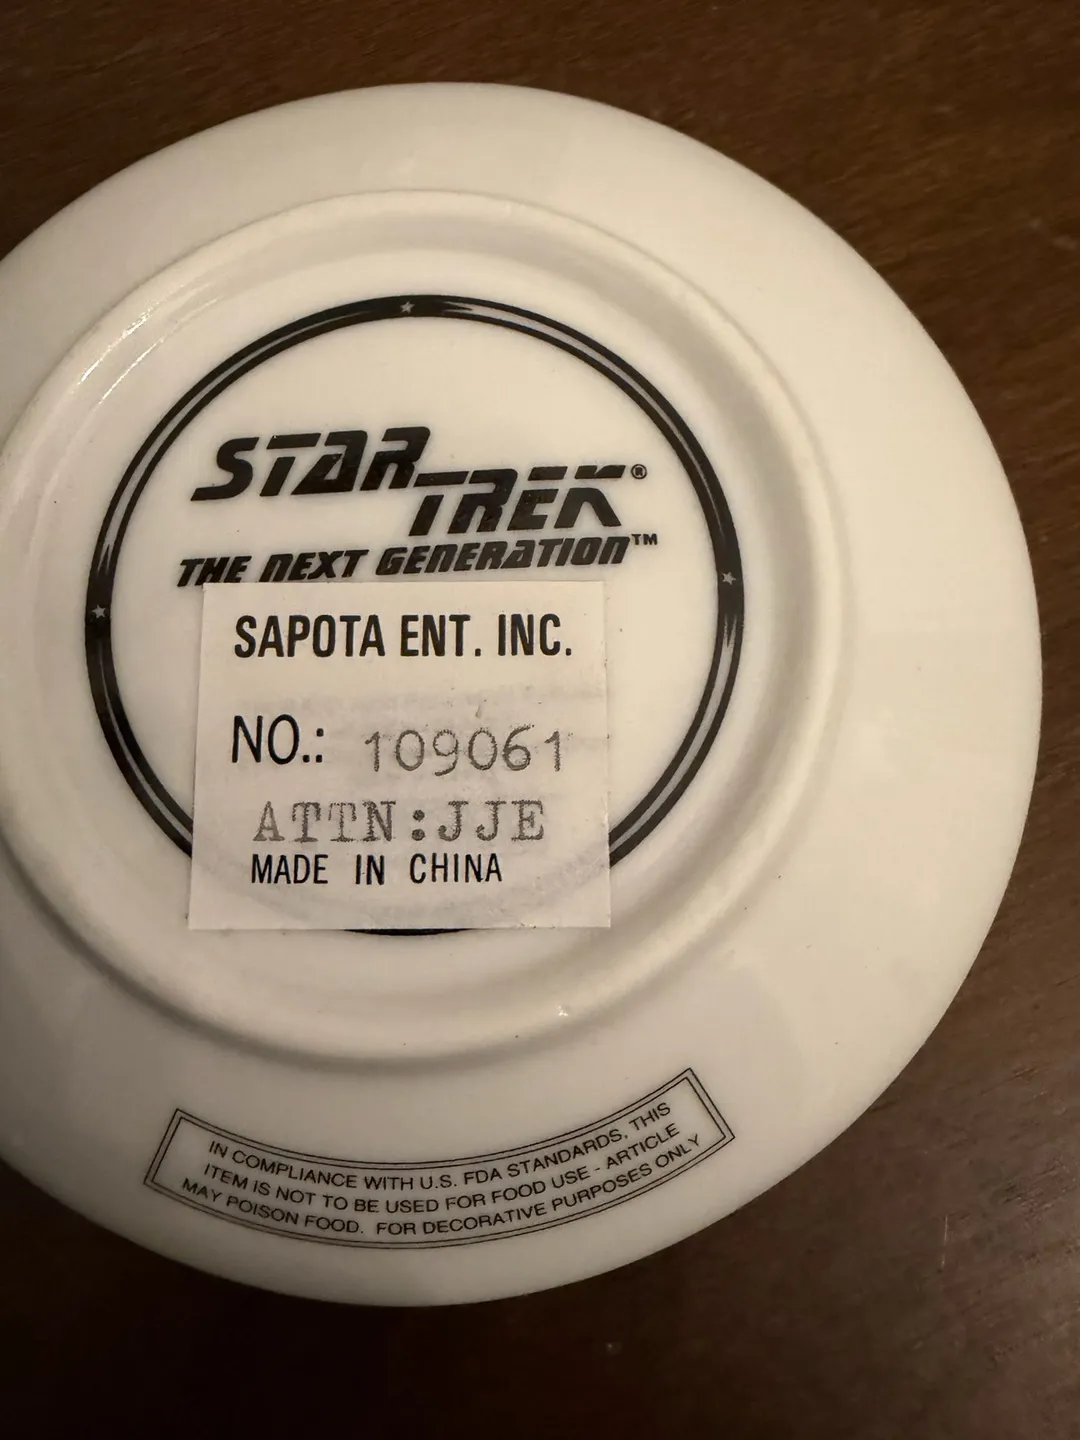 STAR TREK®
THE NEXT GENERATION™
SAPOTA ENT. INC.
NO.: 109061
ATTN:JJE
MADE IN CHINA
IN COMPLIANCE WITH U.S. FDA STANDARDS, THIS
ITEM IS NOT TO BE USED FOR FOOD USE - ARTICLE
MAY POISON FOOD. FOR DECORATIVE PURPOSES ONLY